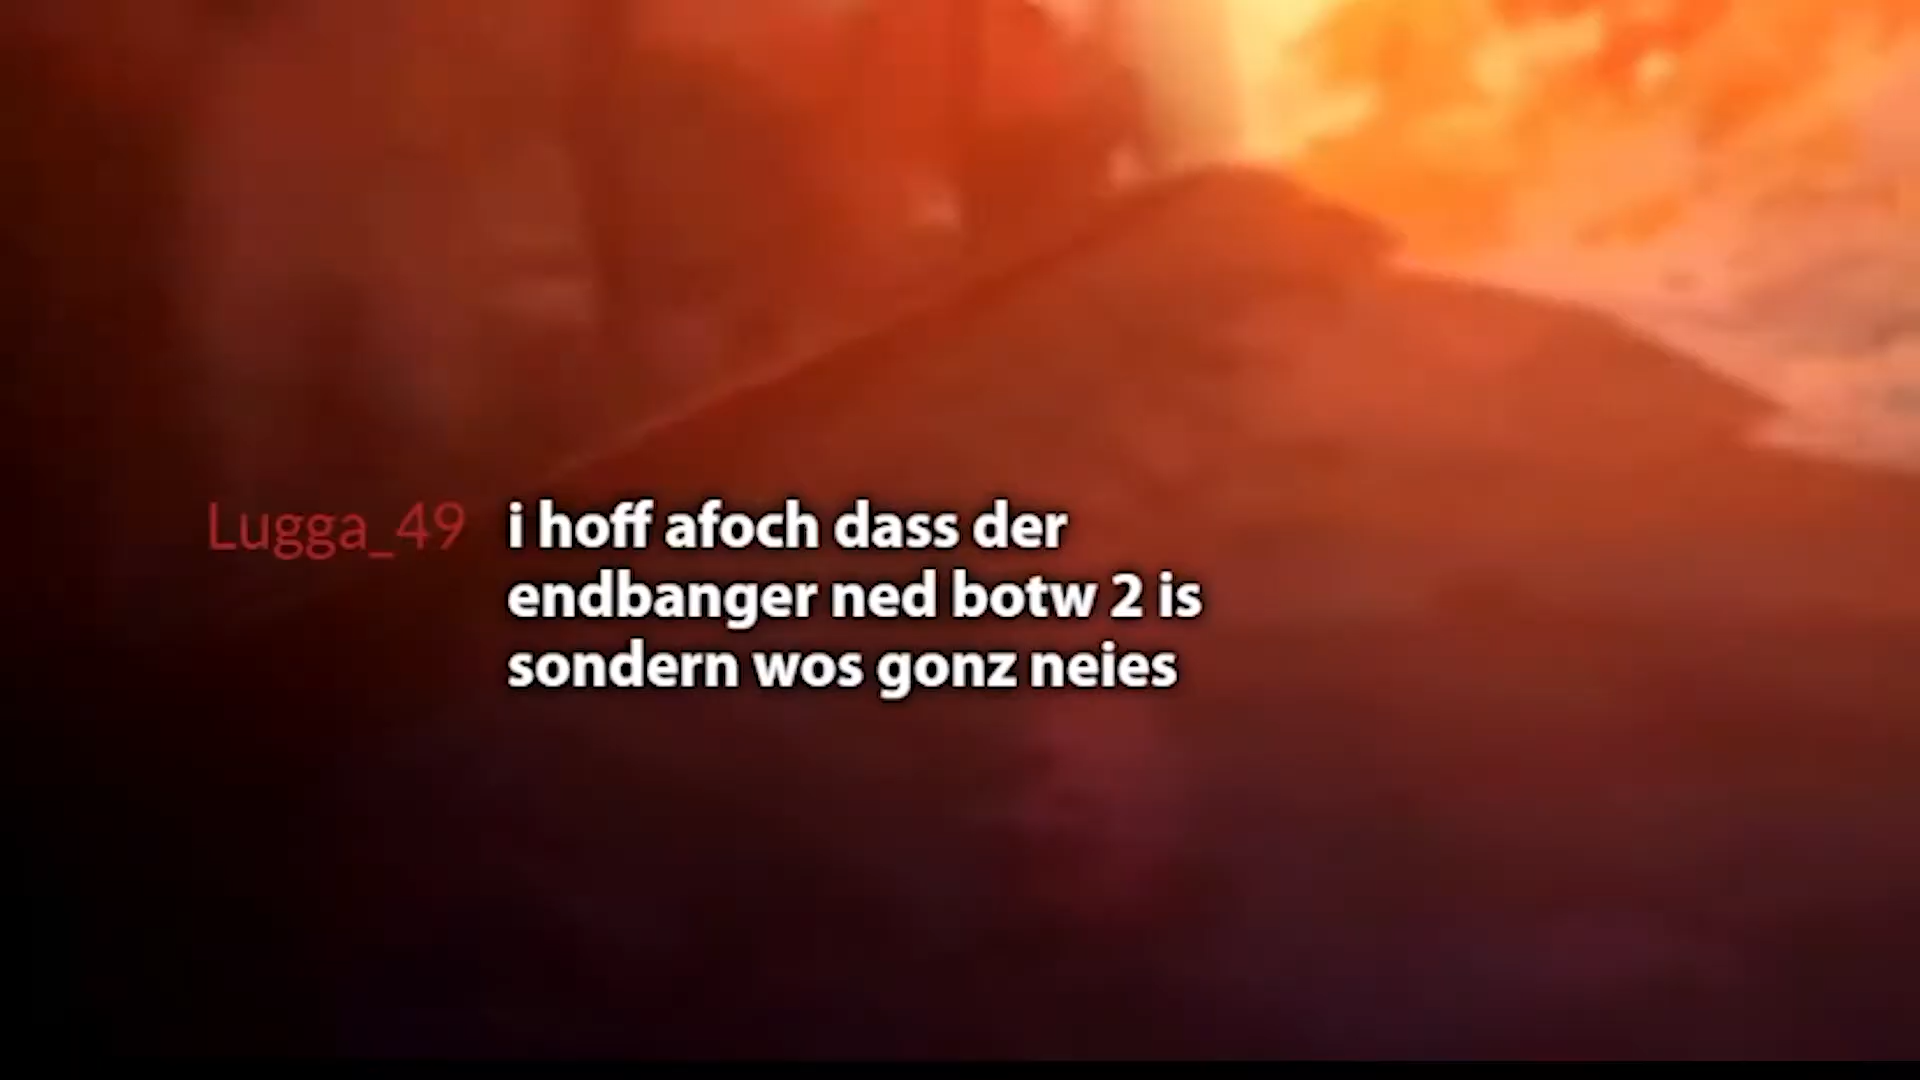 Lugga_49 i hoff afoch dass der
endbanger ned botw 2 is
sondern wos gonz neies